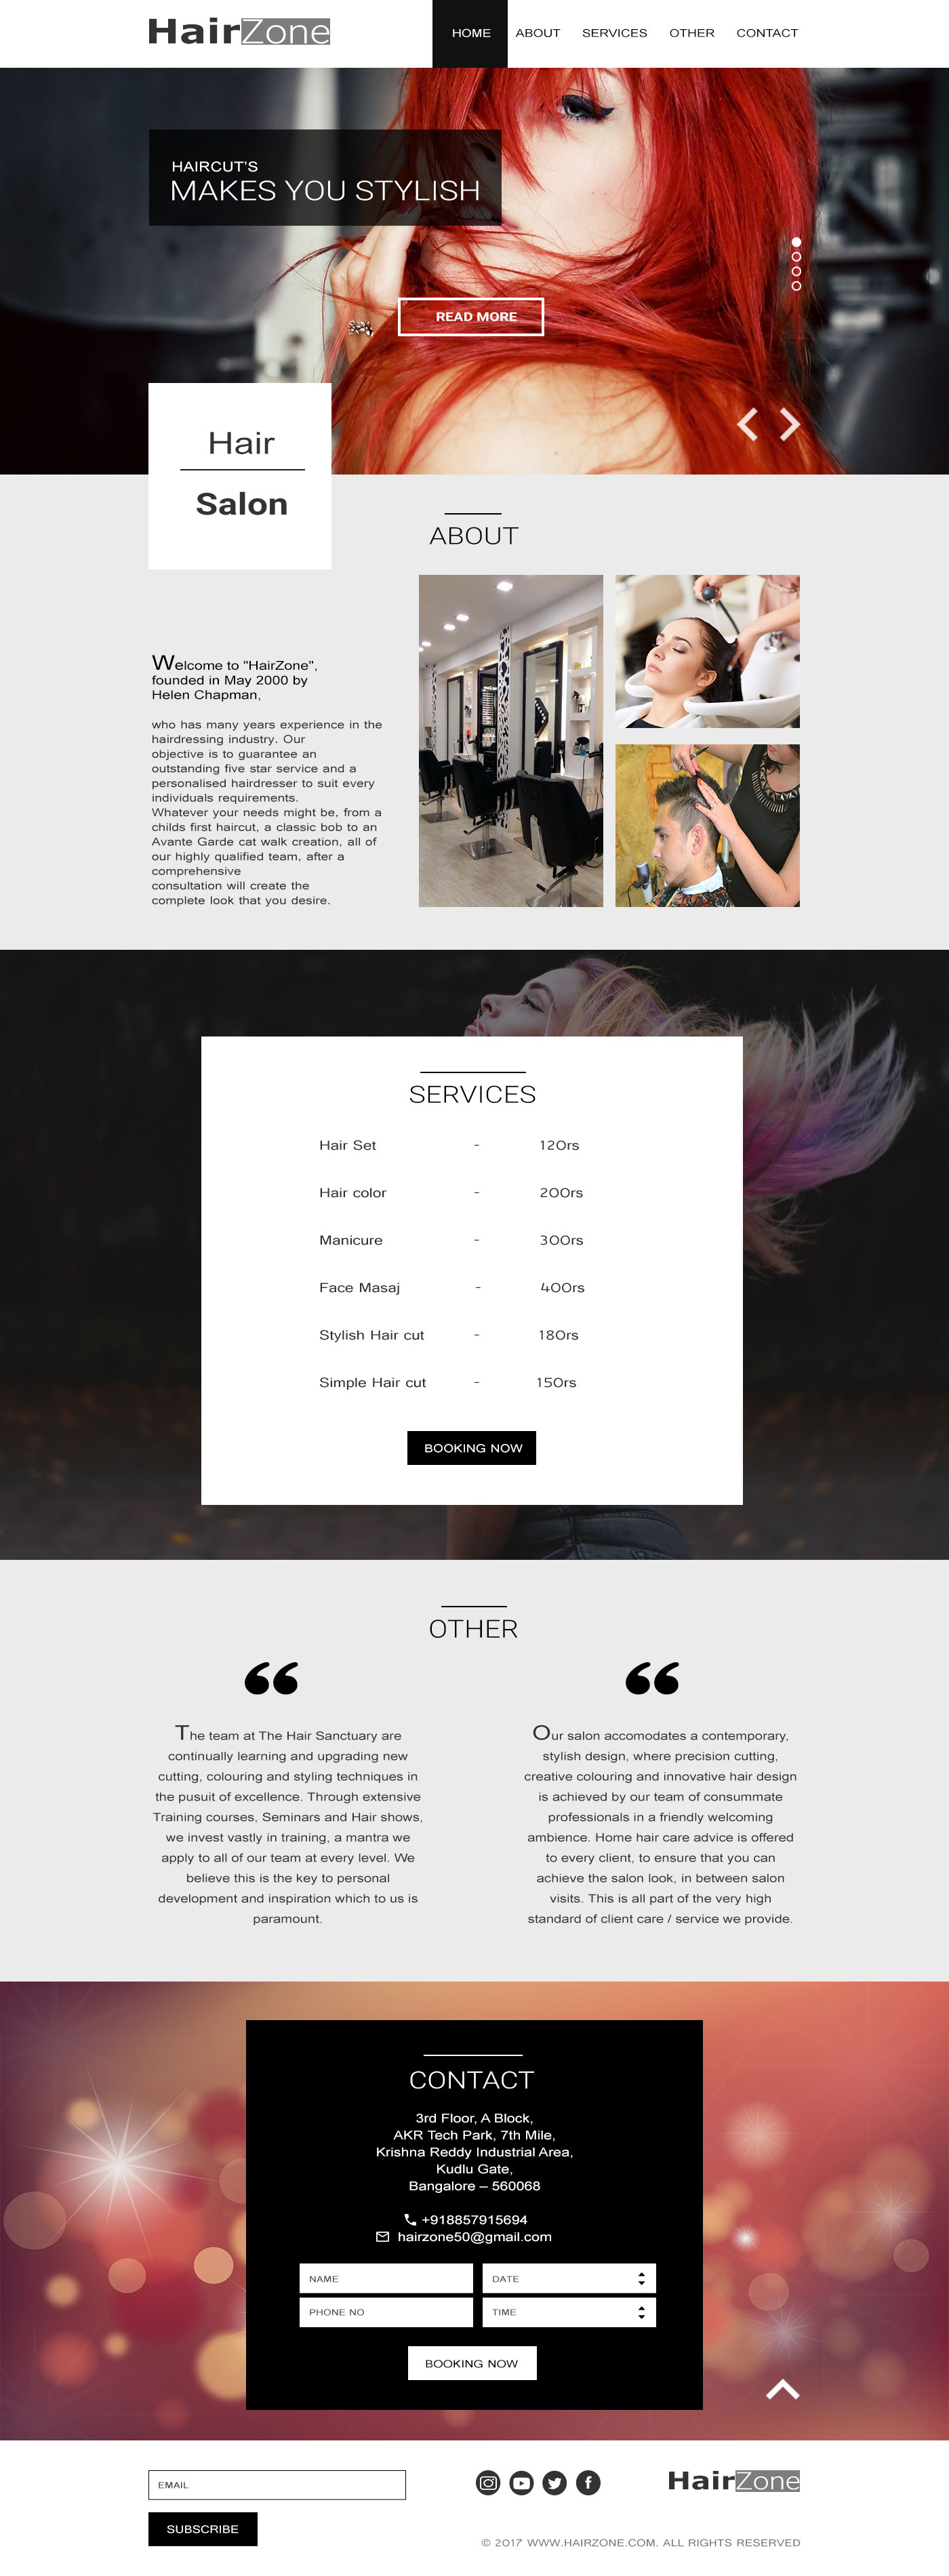 HairZone
HOME ABOUT SERVICES OTHER CONTACT
HAIRCUT'S
MAKES YOU STYLISH
READ MORE
Hair
Salon
ABOUT
Welcome to "HairZone",
founded in May 2000 by
Helen Chapman,
who has many years experience in the
hairdressing industry. Our
objective is to guarantee an
outstanding five star service and a
personalised hairdresser to suit every
individuals requirements.
Whatever your needs might be, from a
childs first haircut, a classic bob to an
Avante Garde cat walk creation, all of
our highly qualified team, after a
comprehensive
consultation will create the
complete look that you desire.
SERVICES
Hair Set - 120rs
Hair color - 200rs
Manicure - 300rs
Face Masaj - 400rs
Stylish Hair cut - 180rs
Simple Hair cut - 150rs
BOOKING NOW
OTHER
The team at The Hair Sanctuary are
continually learning and upgrading new
cutting, colouring and styling techniques in
the pusuit of excellence. Through extensive
Training courses, Seminars and Hair shows,
we invest vastly in training, a mantra we
apply to all of our team at every level. We
believe this is the key to personal
development and inspiration which to us is
paramount.
Our salon accomodates a contemporary,
stylish design, where precision cutting,
creative colouring and innovative hair design
is achieved by our team of consummate
professionals in a friendly welcoming
ambience. Home hair care advice is offered
to every client, to ensure that you can
achieve the salon look, in between salon
visits. This is all part of the very high
standard of client care / service we provide.
CONTACT
3rd Floor, A Block,
AKR Tech Park, 7th Mile,
Krishna Reddy Industrial Area,
Kudlu Gate,
Bangalore – 560068
+918857915694
hairzone50@gmail.com
NAME DATE
PHONE NO TIME
BOOKING NOW
EMAIL
SUBSCRIBE
HairZone
© 2017 WWW.HAIRZONE.COM. ALL RIGHTS RESERVED